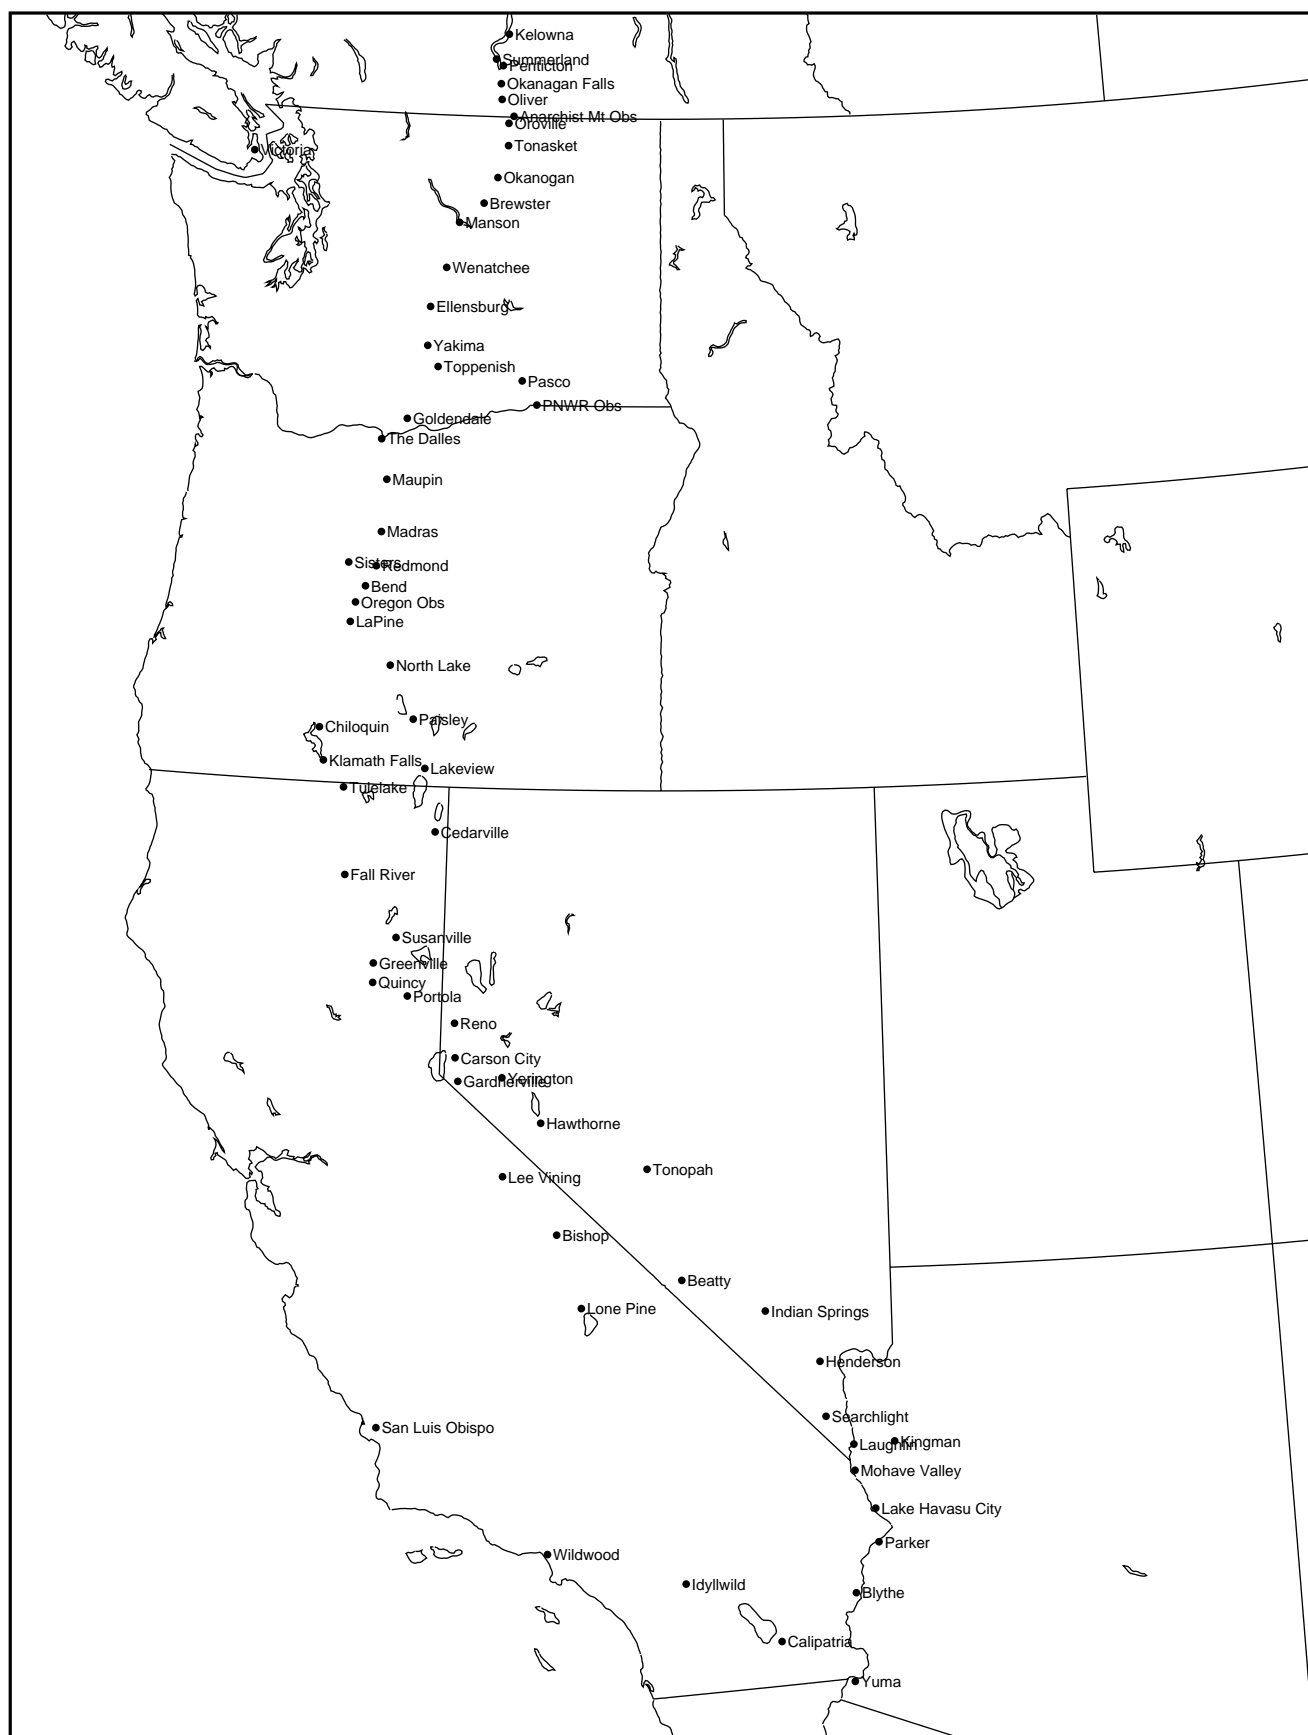 Kelowna
Summerland
Penticton
Okanagan Falls
Oliver
Anarchist Mt Obs
Oroville
Tonasket
Victoria
Okanogan
Brewster
Manson
Wenatchee
Ellensburg
Yakima
Toppenish
Pasco
PNWR Obs
Goldendale
The Dalles
Maupin
Madras
Sisters
Redmond
Bend
Oregon Obs
LaPine
North Lake
Paisley
Chiloquin
Klamath Falls
Lakeview
Tulelake
Cedarville
Fall River
Susanville
Greenville
Quincy
Portola
Reno
Carson City
Yerington
Gardnerville
Hawthorne
Tonopah
Lee Vining
Bishop
Beatty
Lone Pine
Indian Springs
Henderson
Searchlight
San Luis Obispo
Kingman
Laughlin
Mohave Valley
Lake Havasu City
Parker
Wildwood
Idyllwild
Blythe
Calipatria
Yuma